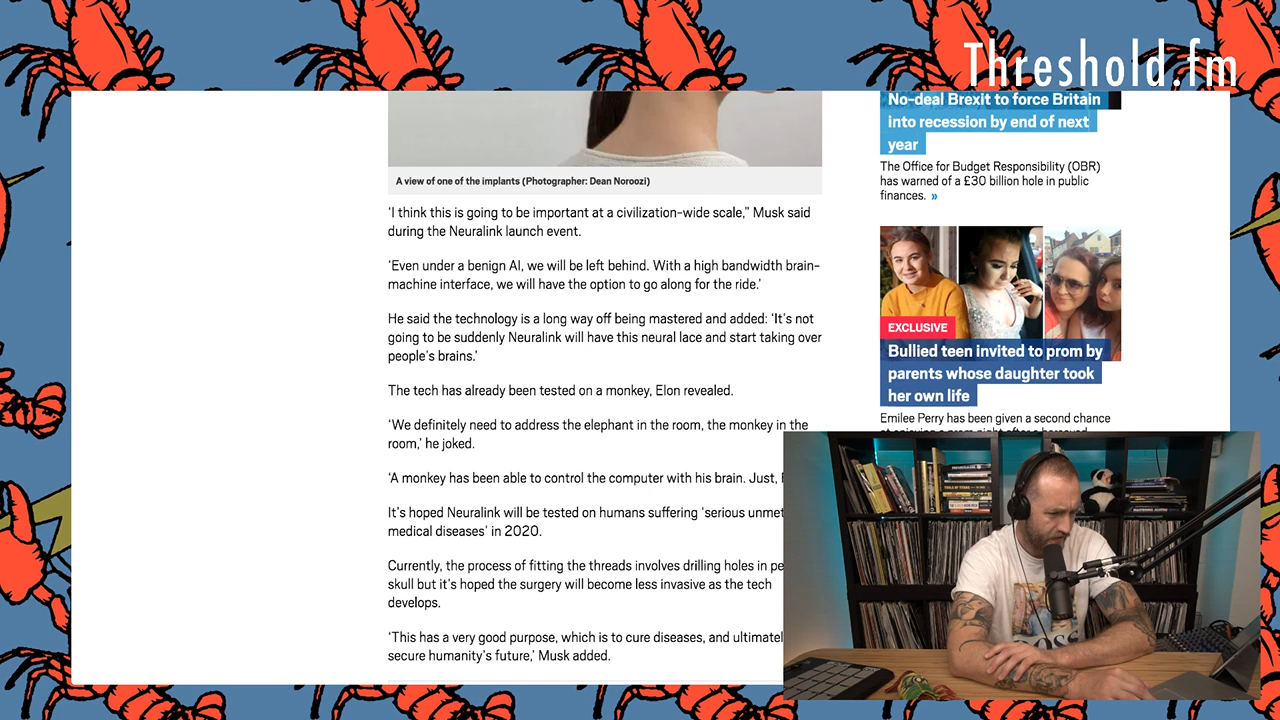 Threshold.fm
A view of one of the implants (Photographer: Dean Noroozi)
‘I think this is going to be important at a civilization-wide scale,” Musk said
during the Neuralink launch event.
‘Even under a benign AI, we will be left behind. With a high bandwidth brain-
machine interface, we will have the option to go along for the ride.’
He said the technology is a long way off being mastered and added: ‘It’s not
going to be suddenly Neuralink will have this neural lace and start taking over
people’s brains.’
The tech has already been tested on a monkey, Elon revealed.
‘We definitely need to address the elephant in the room, the monkey in the
room,’ he joked.
‘A monkey has been able to control the computer with his brain. Just,
It’s hoped Neuralink will be tested on humans suffering ‘serious unmet
medical diseases’ in 2020.
Currently, the process of fitting the threads involves drilling holes in pe
skull but it’s hoped the surgery will become less invasive as the tech
develops.
‘This has a very good purpose, which is to cure diseases, and ultimatel
secure humanity’s future,’ Musk added.
No-deal Brexit to force Britain
into recession by end of next
year
The Office for Budget Responsibility (OBR)
has warned of a £30 billion hole in public
finances. »
EXCLUSIVE
Bullied teen invited to prom by
parents whose daughter took
her own life
Emilee Perry has been given a second chance